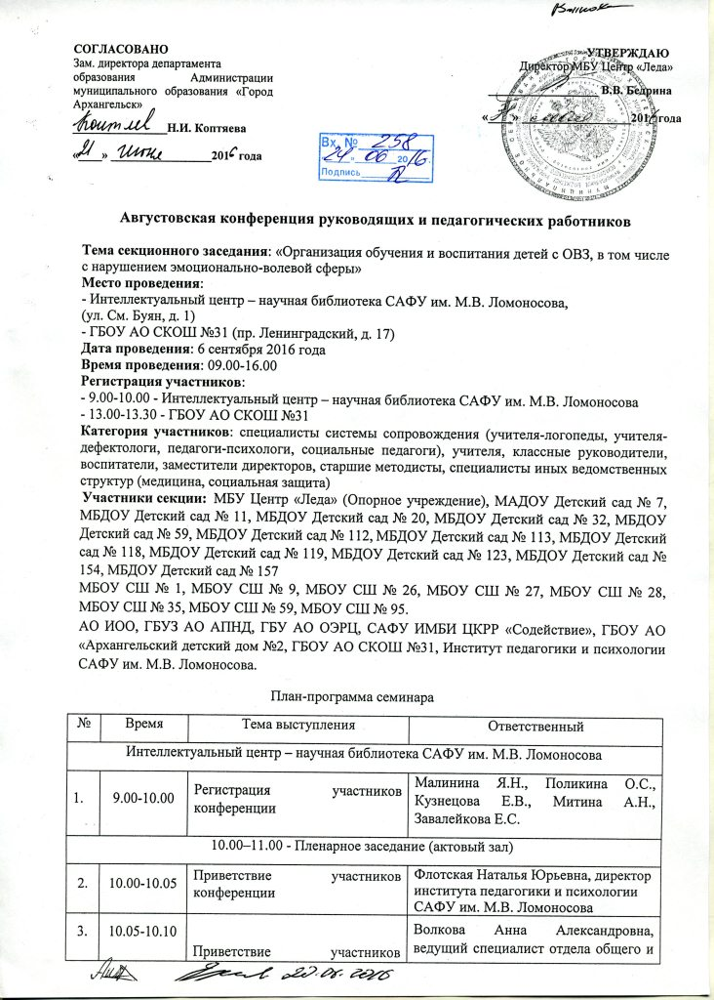 СОГЛАСОВАНО
Зам. директора департамента
образования Администрации
муниципального образования «Город
Архангельск»
Н.И. Коптяева
«21» июня 2016 года
УТВЕРЖДАЮ
Директор МБУ Центр «Леда»
В.В. Бедрина
2016 года
Вх. № 258
24 06 2016 г.
Подпись
Августовская конференция руководящих и педагогических работников
Тема секционного заседания: «Организация обучения и воспитания детей с ОВЗ, в том числе
с нарушением эмоционально-волевой сферы»
Место проведения:
- Интеллектуальный центр – научная библиотека САФУ им. М.В. Ломоносова,
(ул. См. Буян, д. 1)
- ГБОУ АО СКОШ №31 (пр. Ленинградский, д. 17)
Дата проведения: 6 сентября 2016 года
Время проведения: 09.00-16.00
Регистрация участников:
- 9.00-10.00 - Интеллектуальный центр – научная библиотека САФУ им. М.В. Ломоносова
- 13.00-13.30 - ГБОУ АО СКОШ №31
Категория участников: специалисты системы сопровождения (учителя-логопеды, учителя-
дефектологи, педагоги-психологи, социальные педагоги), учителя, классные руководители,
воспитатели, заместители директоров, старшие методисты, специалисты иных ведомственных
структур (медицина, социальная защита)
Участники секции: МБУ Центр «Леда» (Опорное учреждение), МАДОУ Детский сад № 7,
МБДОУ Детский сад № 11, МБДОУ Детский сад № 20, МБДОУ Детский сад № 32, МБДОУ
Детский сад № 59, МБДОУ Детский сад № 112, МБДОУ Детский сад № 113, МБДОУ Детский
сад № 118, МБДОУ Детский сад № 119, МБДОУ Детский сад № 123, МБДОУ Детский сад №
154, МБДОУ Детский сад № 157
МБОУ СШ № 1, МБОУ СШ № 9, МБОУ СШ № 26, МБОУ СШ № 27, МБОУ СШ № 28,
МБОУ СШ № 35, МБОУ СШ № 59, МБОУ СШ № 95.
АО ИОО, ГБУЗ АО АПНД, ГБУ АО ОЭРЦ, САФУ ИМБИ ЦКРР «Содействие», ГБОУ АО
«Архангельский детский дом №2, ГБОУ АО СКОШ №31, Институт педагогики и психологии
САФУ им. М.В. Ломоносова.
План-программа семинара
№ Время Тема выступления Ответственный
Интеллектуальный центр – научная библиотека САФУ им. М.В. Ломоносова
1. 9.00-10.00 Регистрация участников
конференции
Малинина Я.Н., Поликина О.С.,
Кузнецова Е.В., Митина А.Н.,
Завалейкова Е.С.
10.00–11.00 - Пленарное заседание (актовый зал)
2. 10.00-10.05 Приветствие участников
конференции
Флотская Наталья Юрьевна, директор
института педагогики и психологии
САФУ им. М.В. Ломоносова
3. 10.05-10.10
Приветствие участников
Волкова Анна Александровна,
ведущий специалист отдела общего и
20.06.2016